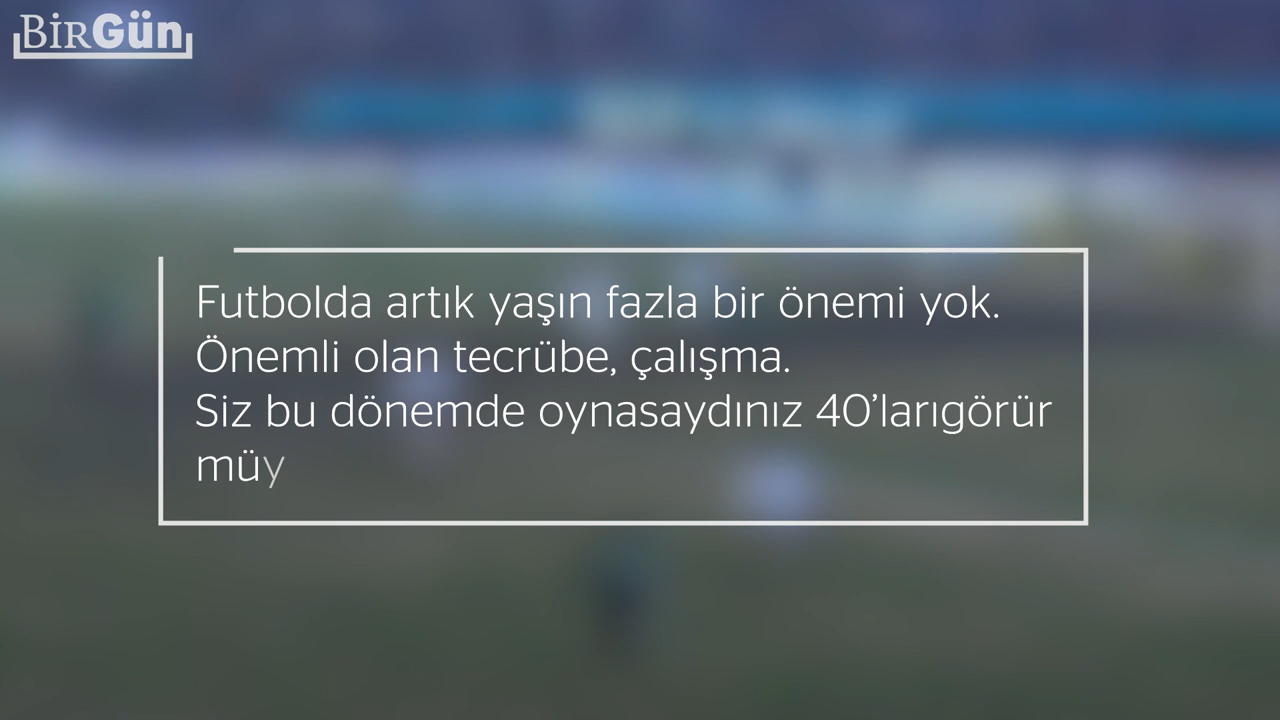 BirGün
Futbolda artık yaşın fazla bir önemi yok.
Önemli olan tecrübe, çalışma.
Siz bu dönemde oynasaydınız 40’larıgörür
müy